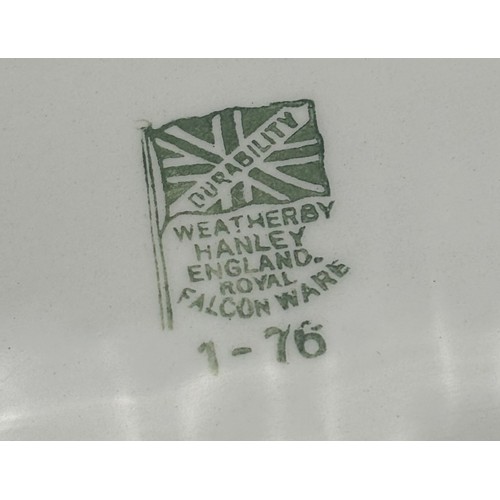 DURABILITY
WEATHERBY
HANLEY
ENGLAND.
ROYAL
FALCON WARE
1-76